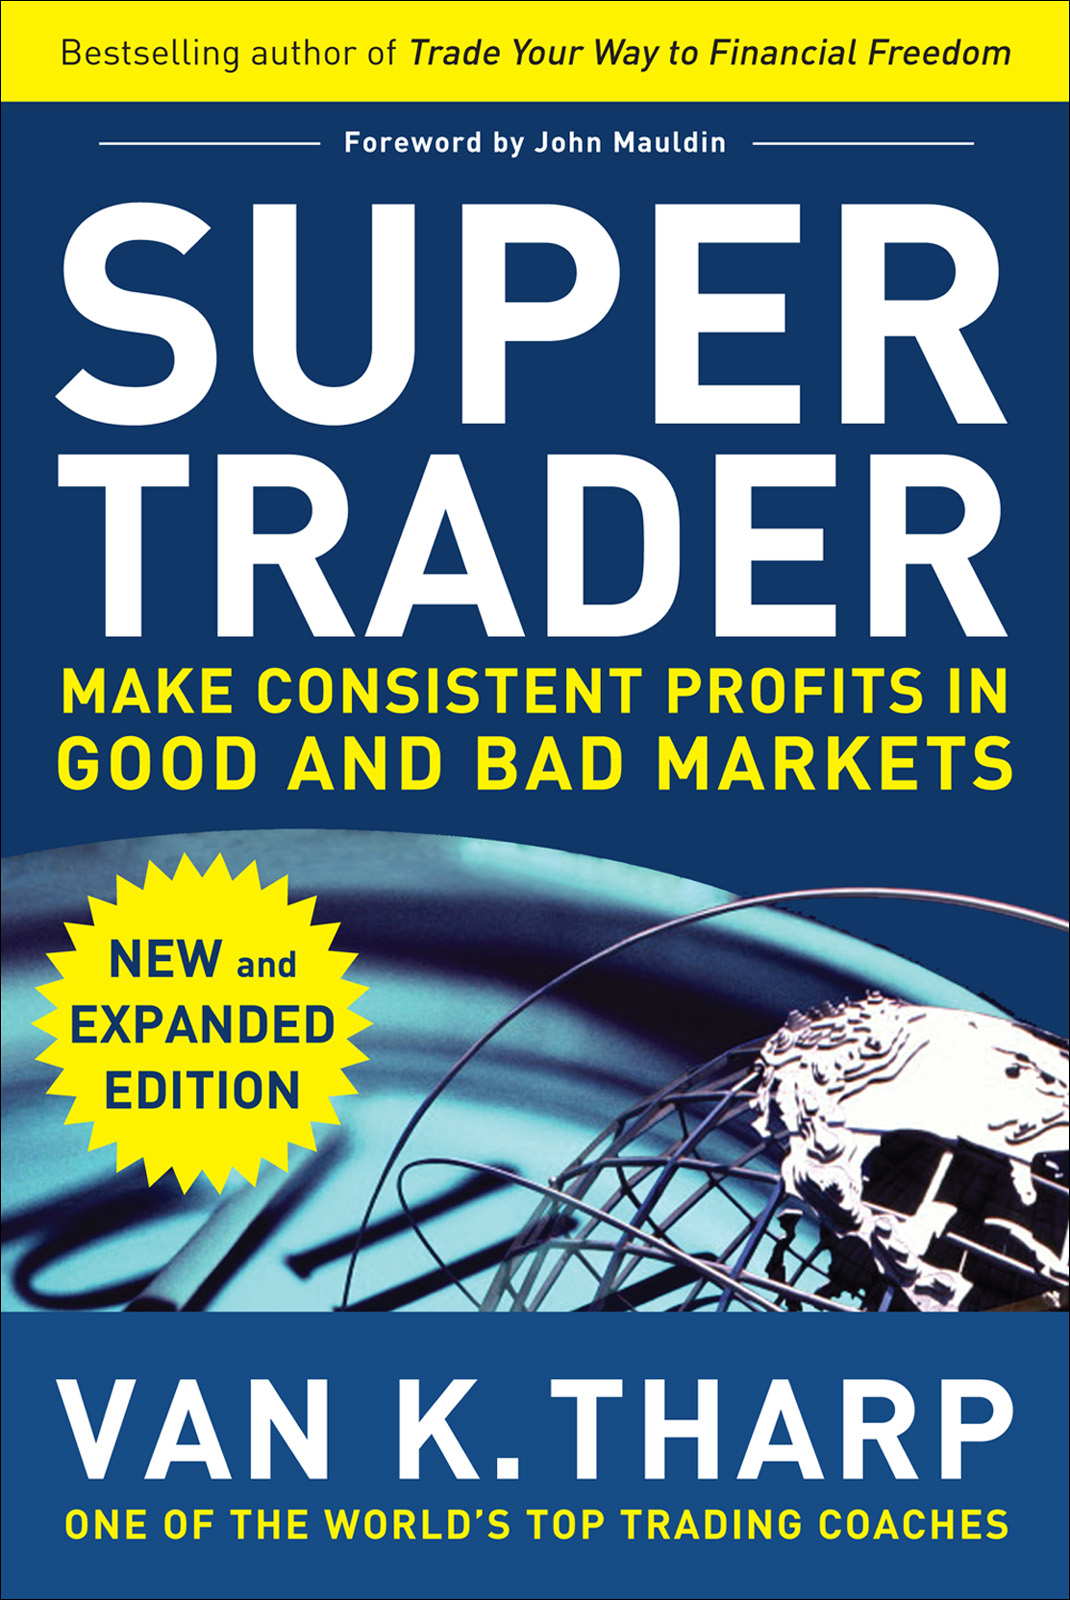 Bestselling author of Trade Your Way to Financial Freedom
Foreword by John Mauldin
SUPER
TRADER
MAKE CONSISTENT PROFITS IN
GOOD AND BAD MARKETS
NEW and
EXPANDED
EDITION
VAN K. THARP
ONE OF THE WORLD'S TOP TRADING COACHES